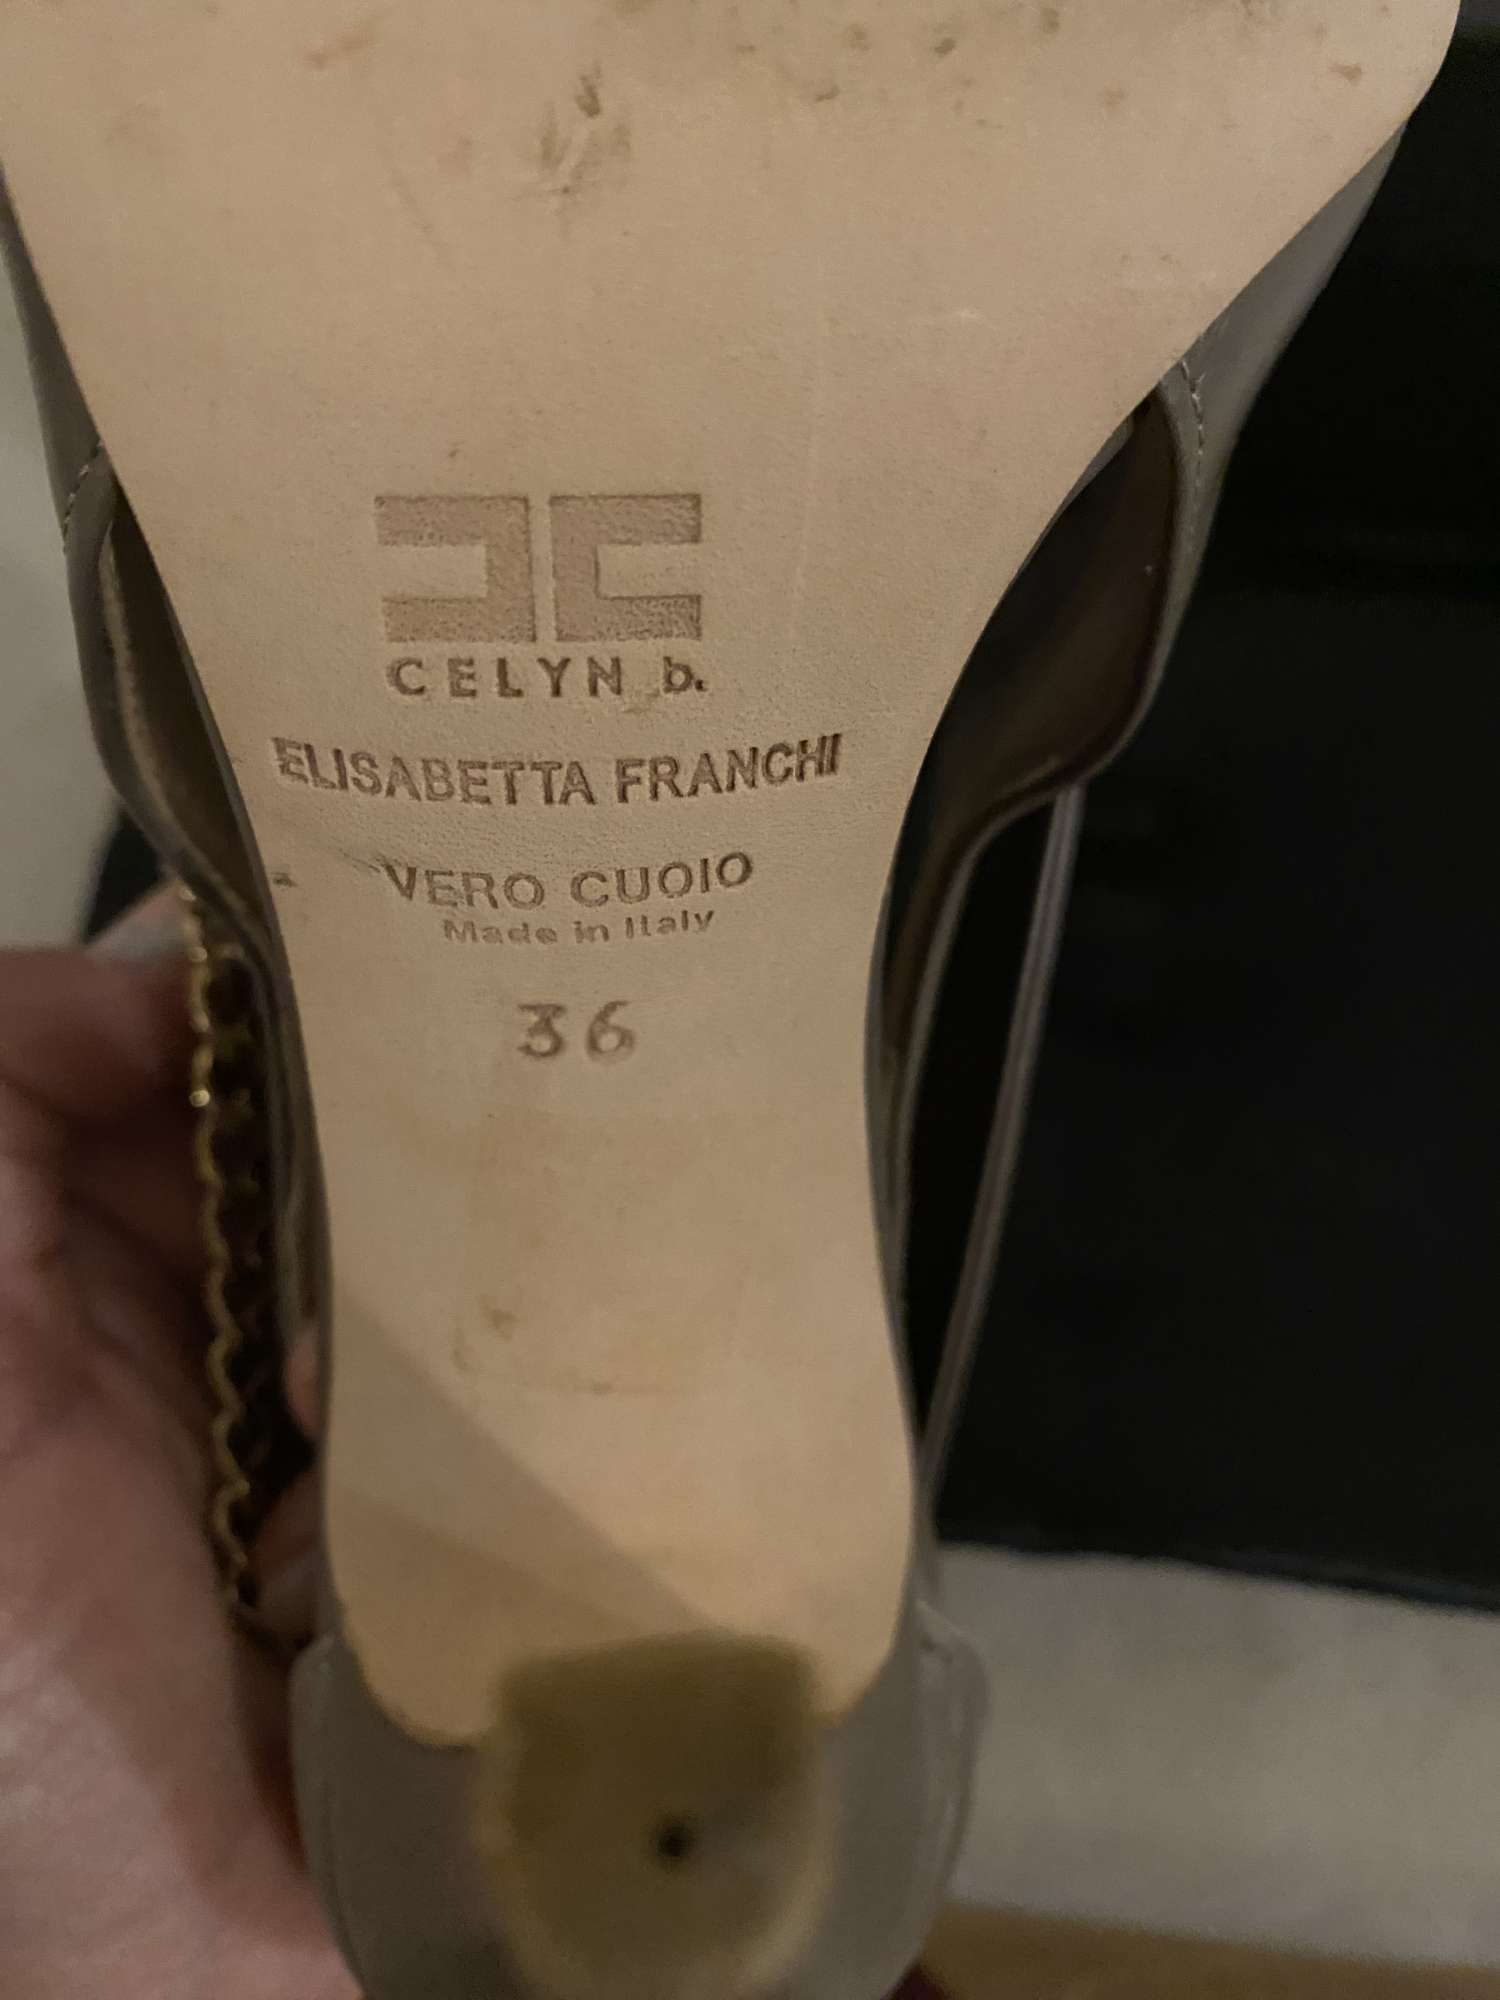 CELYN b.
ELISABETTA FRANCHI
VERO CUOIO
Made in Italy
36